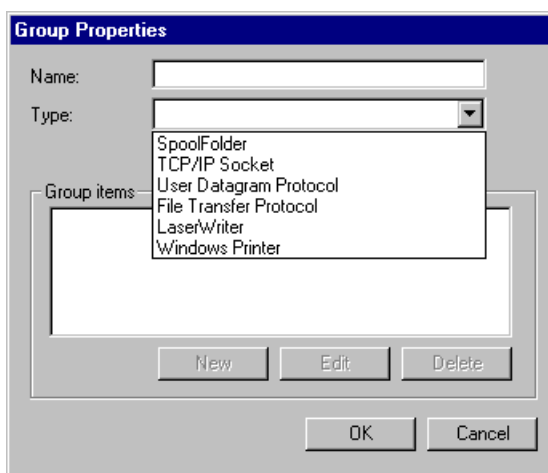 Group Properties
Name:
Type:
SpoolFolder
TCP/IP Socket
User Datagram Protocol
File Transfer Protocol
LaserWriter
Windows Printer
Group items
New Edit Delete
OK Cancel